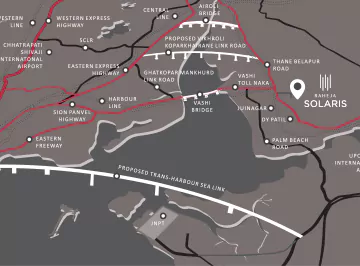 WESTERN
LINE
WESTERN EXPRESS
HIGHWAY
CENTRAL
LINE
AIROLI
BRIDGE
SCLR
CHHATRAPATI
SHIVAJI
INTERNATIONAL
AIRPORT
PROPOSED VIKHROLI
KOPARKHAIRANE LINK ROAD
EASTERN EXPRESS
HIGHWAY
GHATKOPAR MANKHURD
LINK ROAD
THANE BELAPUR
ROAD
VASHI
TOLL NAKA
RAHEJA
SOLARIS
HARBOUR
LINE
SION PANVEL
HIGHWAY
VASHI
BRIDGE
JUINAGAR
DY PATIL
EASTERN
FREEWAY
PALM BEACH
ROAD
UPC
INTERNA
AI
PROPOSED TRANS-HARBOUR SEA LINK
JNPT